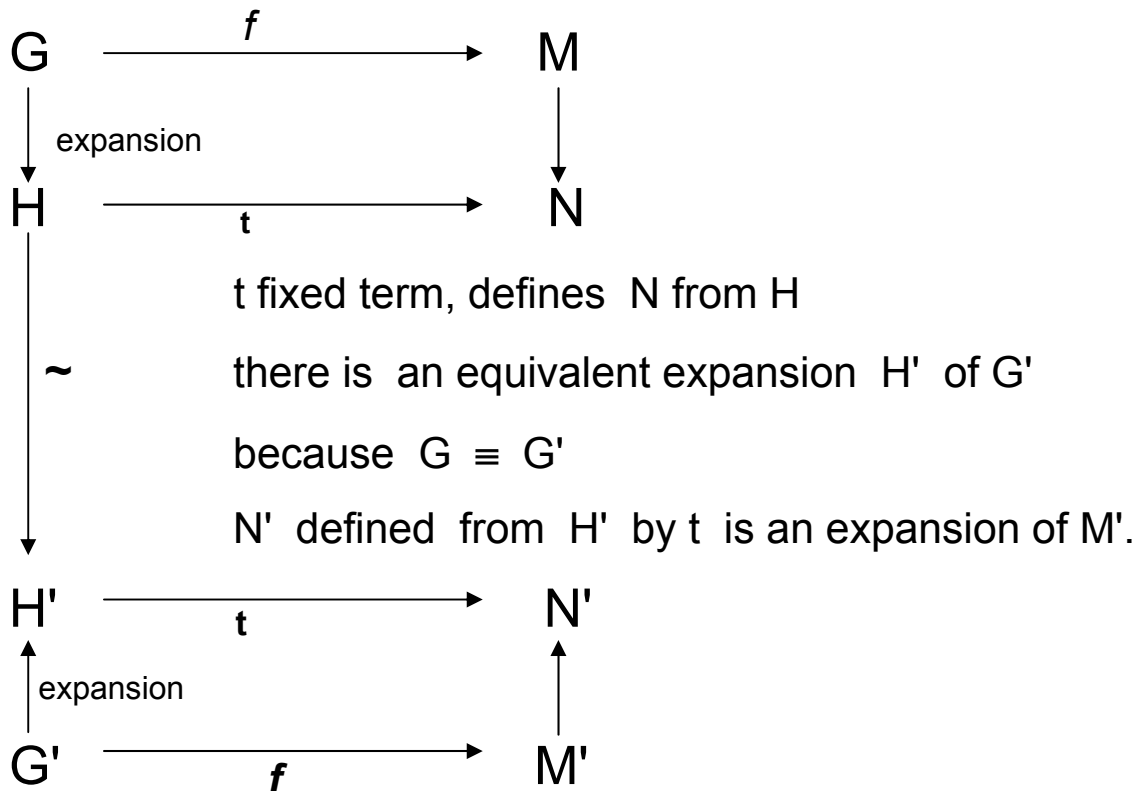 f
G M
expansion
H N
t
t fixed term, defines N from H
~ there is an equivalent expansion H' of G'
because G ≡ G'
N' defined from H' by t is an expansion of M'.
H' N'
t
expansion
G' M'
f